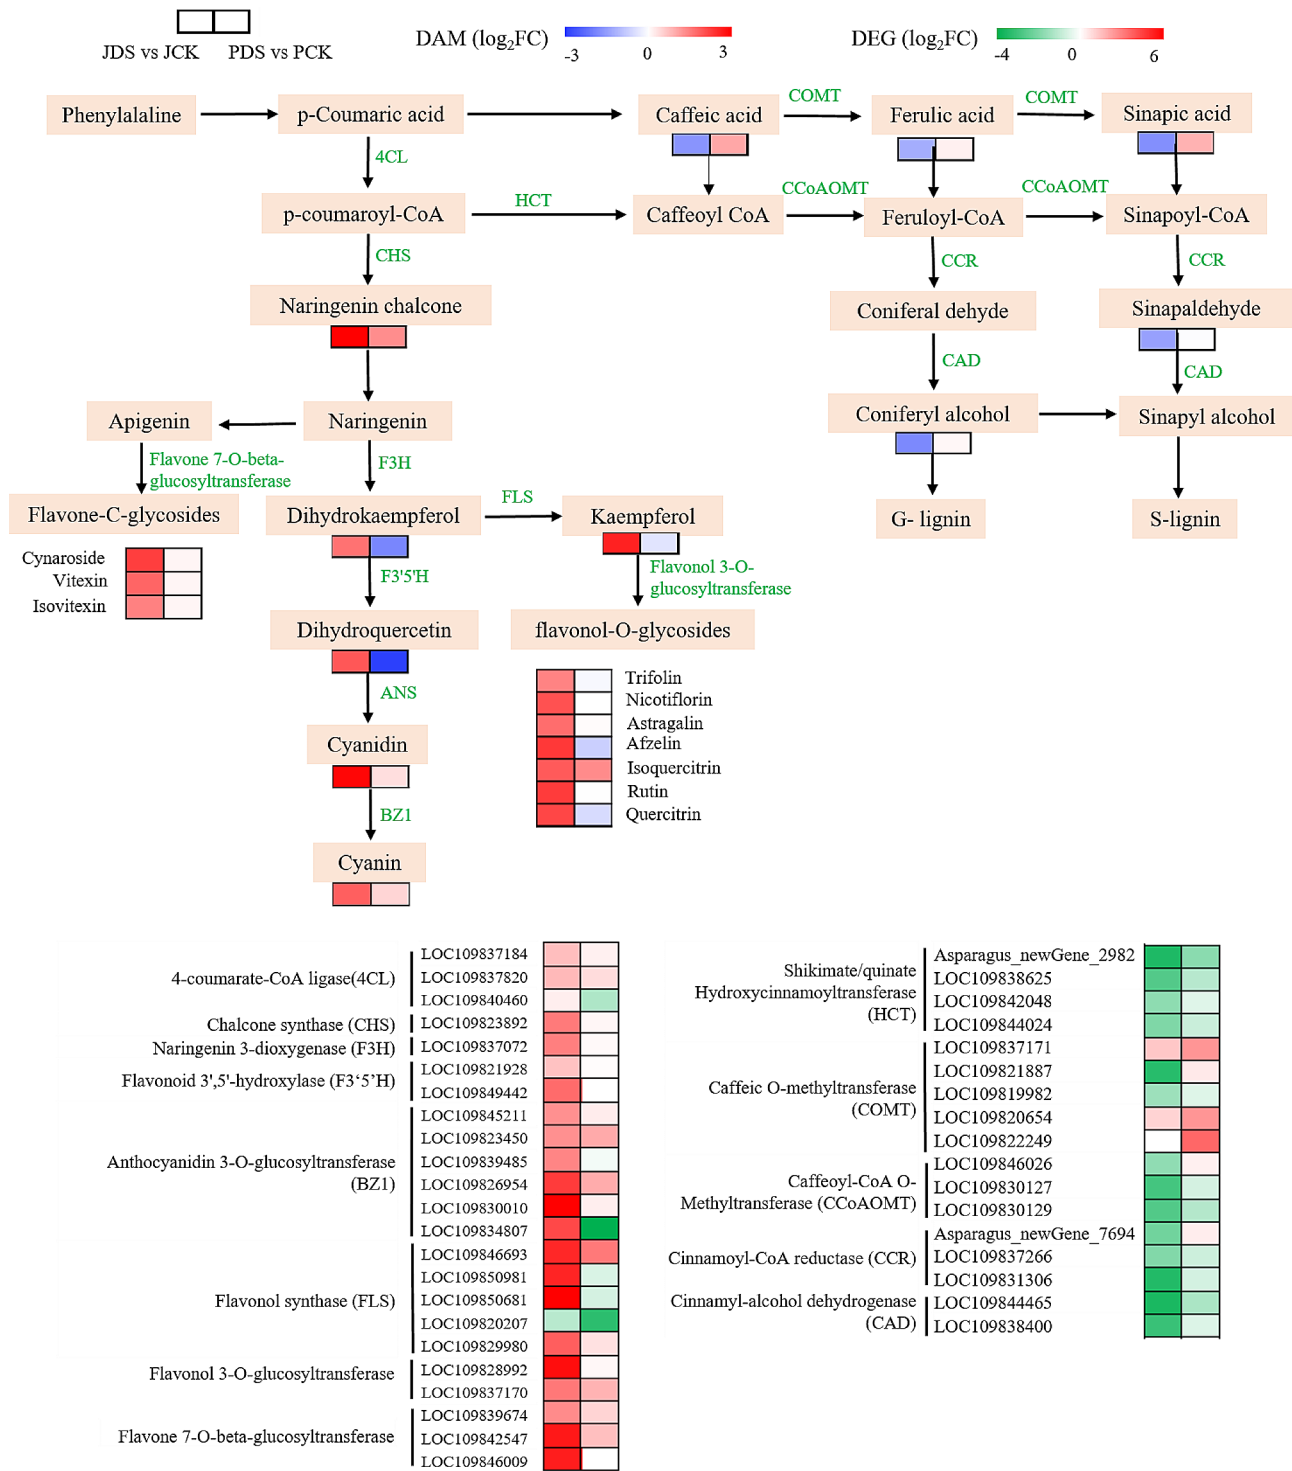 JDS vs JCK
PDS vs PCK
DAM (log2FC)
-3
0
3
DEG (log2FC)
-4
0
6
Phenylalaline
p-Coumaric acid
Caffeic acid
COMT
Ferulic acid
COMT
Sinapic acid
4CL
p-coumaroyl-CoA
HCT
Caffeoyl CoA
CCoAOMT
Feruloyl-CoA
CCoAOMT
Sinapoyl-CoA
CHS
CCR
CCR
Naringenin chalcone
Coniferal dehyde
Sinapaldehyde
CAD
CAD
Apigenin
Naringenin
Coniferyl alcohol
Sinapyl alcohol
Flavone 7-O-beta-
glucosyltransferase
F3H
Flavone-C-glycosides
Dihydrokaempferol
FLS
Kaempferol
G- lignin
S-lignin
Cynaroside
Vitexin
Isovitexin
F3'5'H
Flavonol 3-O-
glucosyltransferase
Dihydroquercetin
flavonol-O-glycosides
ANS
Trifolin
Nicotiflorin
Astragalin
Afzelin
Isoquercitrin
Rutin
Quercitrin
Cyanidin
BZ1
Cyanin
4-coumarate-CoA ligase(4CL)
LOC109837184
LOC109837820
LOC109840460
Chalcone synthase (CHS)
LOC109823892
Naringenin 3-dioxygenase (F3H)
LOC109837072
Flavonoid 3',5'-hydroxylase (F3‘5’H)
LOC109821928
LOC109849442
Anthocyanidin 3-O-glucosyltransferase
(BZ1)
LOC109845211
LOC109823450
LOC109839485
LOC109826954
LOC109830010
LOC109834807
Flavonol synthase (FLS)
LOC109846693
LOC109850981
LOC109850681
LOC109820207
LOC109829980
Flavonol 3-O-glucosyltransferase
LOC109828992
LOC109837170
Flavone 7-O-beta-glucosyltransferase
LOC109839674
LOC109842547
LOC109846009
Shikimate/quinate
Hydroxycinnamoyltransferase
(HCT)
Asparagus_newGene_2982
LOC109838625
LOC109842048
LOC109844024
Caffeic O-methyltransferase
(COMT)
LOC109837171
LOC109821887
LOC109819982
LOC109820654
LOC109822249
Caffeoyl-CoA O-
Methyltransferase (CCoAOMT)
LOC109846026
LOC109830127
LOC109830129
Cinnamoyl-CoA reductase (CCR)
Asparagus_newGene_7694
LOC109837266
LOC109831306
Cinnamyl-alcohol dehydrogenase
(CAD)
LOC109844465
LOC109838400